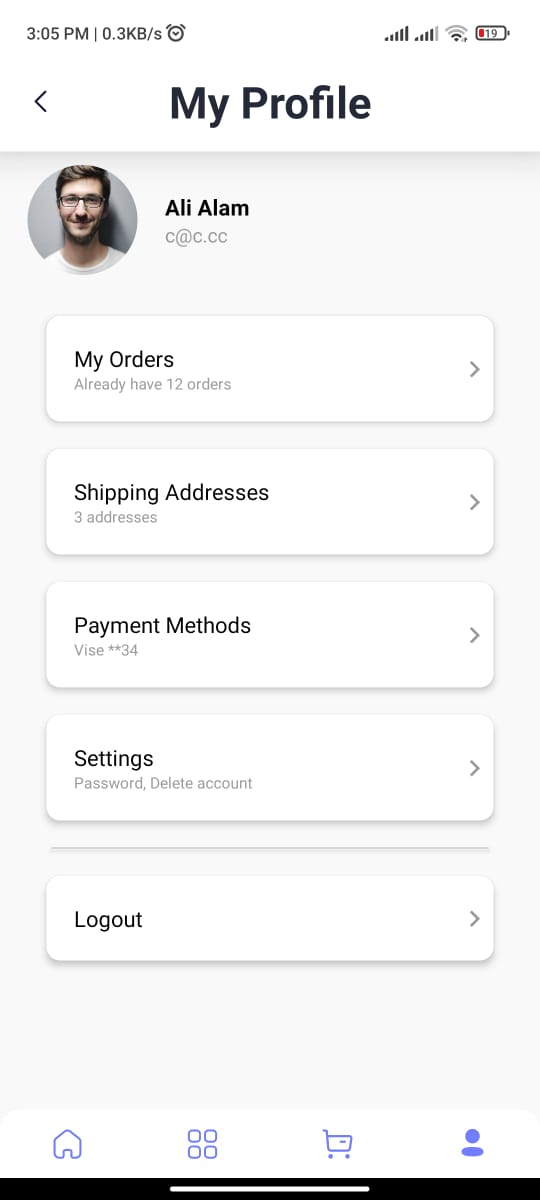 3:05 PM | 0.3KB/s
19
My Profile
Ali Alam
c@c.cc
My Orders
Already have 12 orders
Shipping Addresses
3 addresses
Payment Methods
Vise **34
Settings
Password, Delete account
Logout